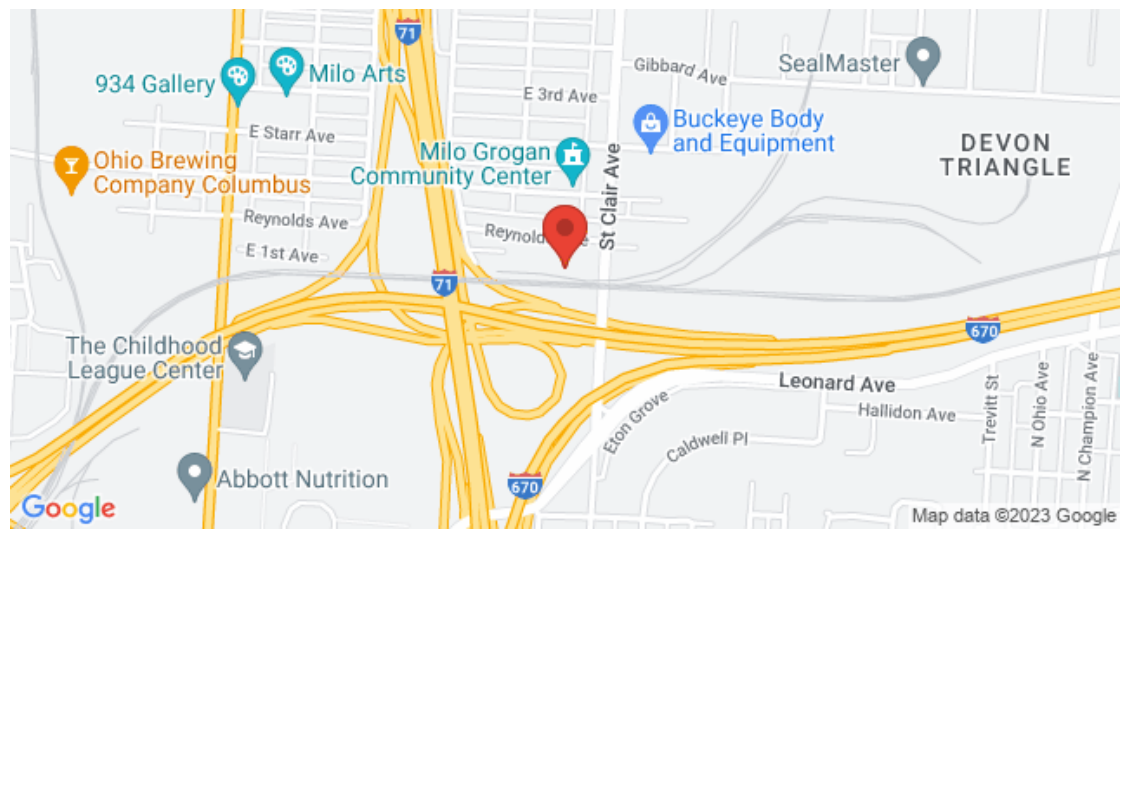 71
Gibbard Ave
SealMaster
934 Gallery
Milo Arts
E 3rd Ave
E Starr Ave
Buckeye Body
and Equipment
DEVON
TRIANGLE
Ohio Brewing
Company Columbus
Milo Grogan
Community Center
St Clair Ave
Reynolds Ave
Reynolds Ave
E 1st Ave
71
670
The Childhood
League Center
Leonard Ave
Hallidon Ave
Trevitt St
N Ohio Ave
N Champion Ave
Eton Grove
Caldwell Pl
Abbott Nutrition
670
Google
Map data ©2023 Google